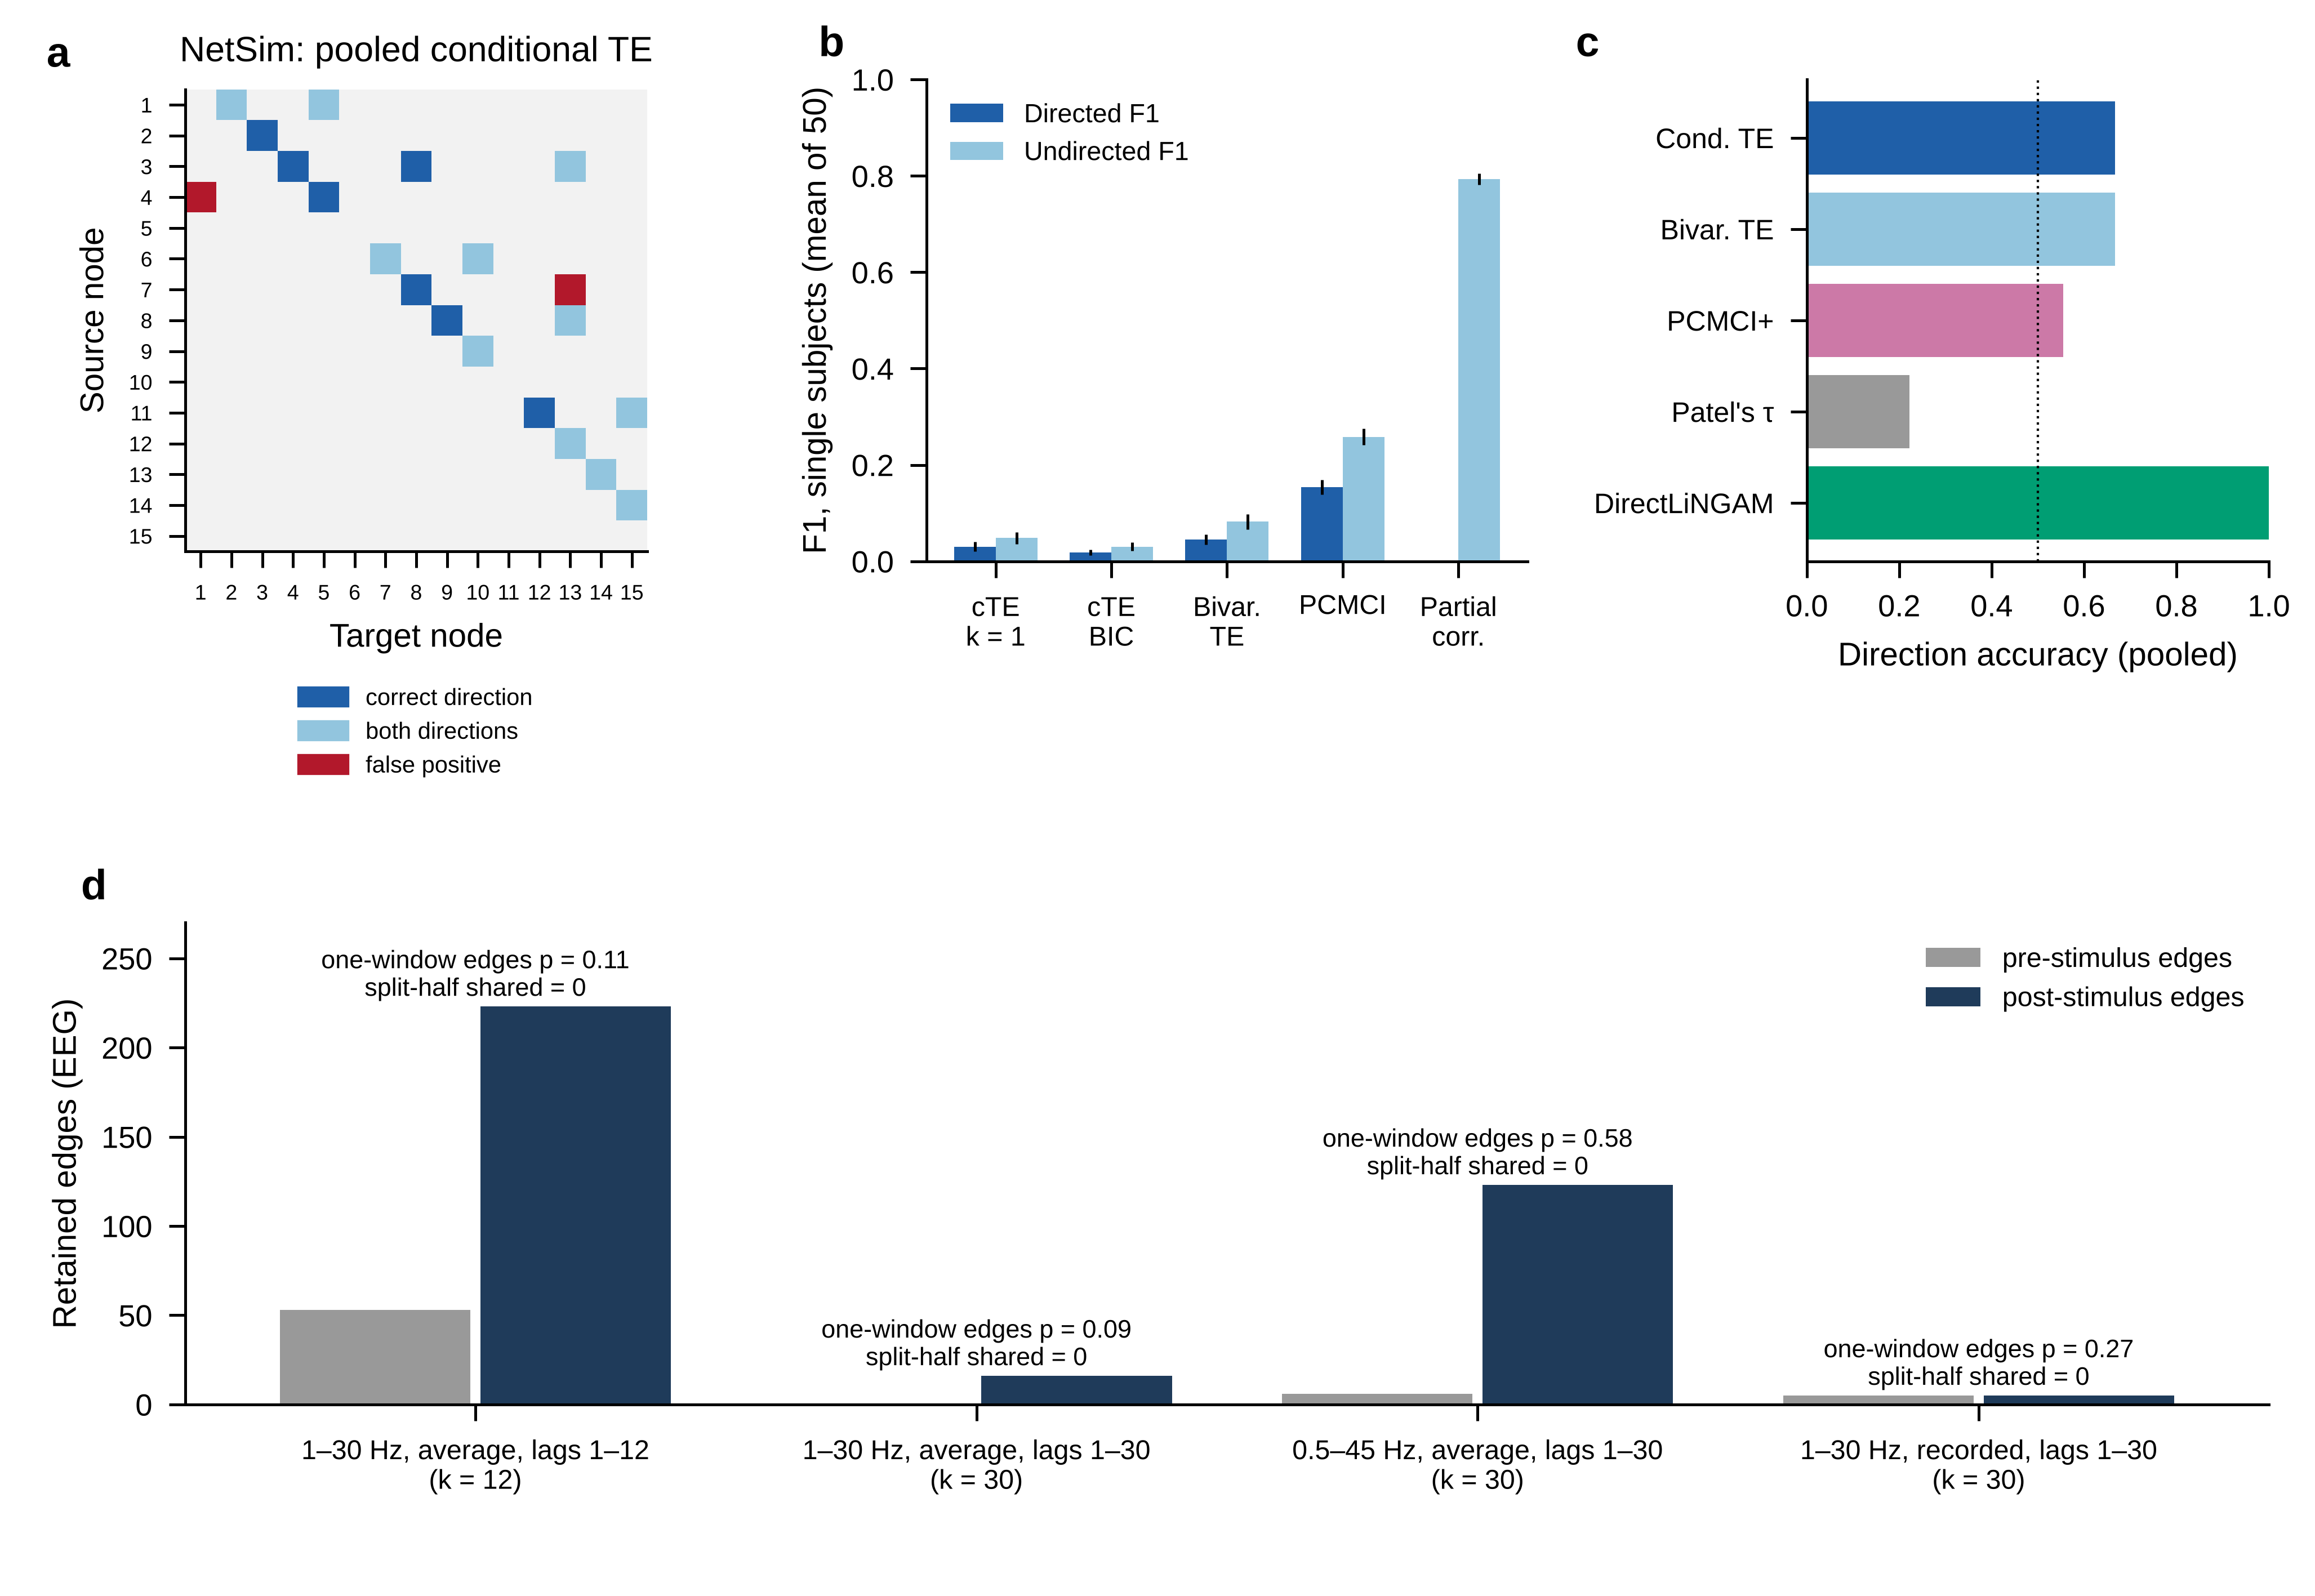 a
NetSim: pooled conditional TE
Source node
1
2
3
4
5
6
7
8
9
10
11
12
13
14
15
1 2 3 4 5 6 7 8 9 10 11 12 13 14 15
Target node
correct direction
both directions
false positive
b
F1, single subjects (mean of 50)
1.0
0.8
0.6
0.4
0.2
0.0
Directed F1
Undirected F1
cTE
k = 1
cTE
BIC
Bivar.
TE
PCMCI
Partial
corr.
c
Cond. TE
Bivar. TE
PCMCI+
Patel's τ
DirectLiNGAM
0.0 0.2 0.4 0.6 0.8 1.0
Direction accuracy (pooled)
d
Retained edges (EEG)
250
200
150
100
50
0
one-window edges p = 0.11
split-half shared = 0
one-window edges p = 0.09
split-half shared = 0
one-window edges p = 0.58
split-half shared = 0
one-window edges p = 0.27
split-half shared = 0
pre-stimulus edges
post-stimulus edges
1–30 Hz, average, lags 1–12
(k = 12)
1–30 Hz, average, lags 1–30
(k = 30)
0.5–45 Hz, average, lags 1–30
(k = 30)
1–30 Hz, recorded, lags 1–30
(k = 30)